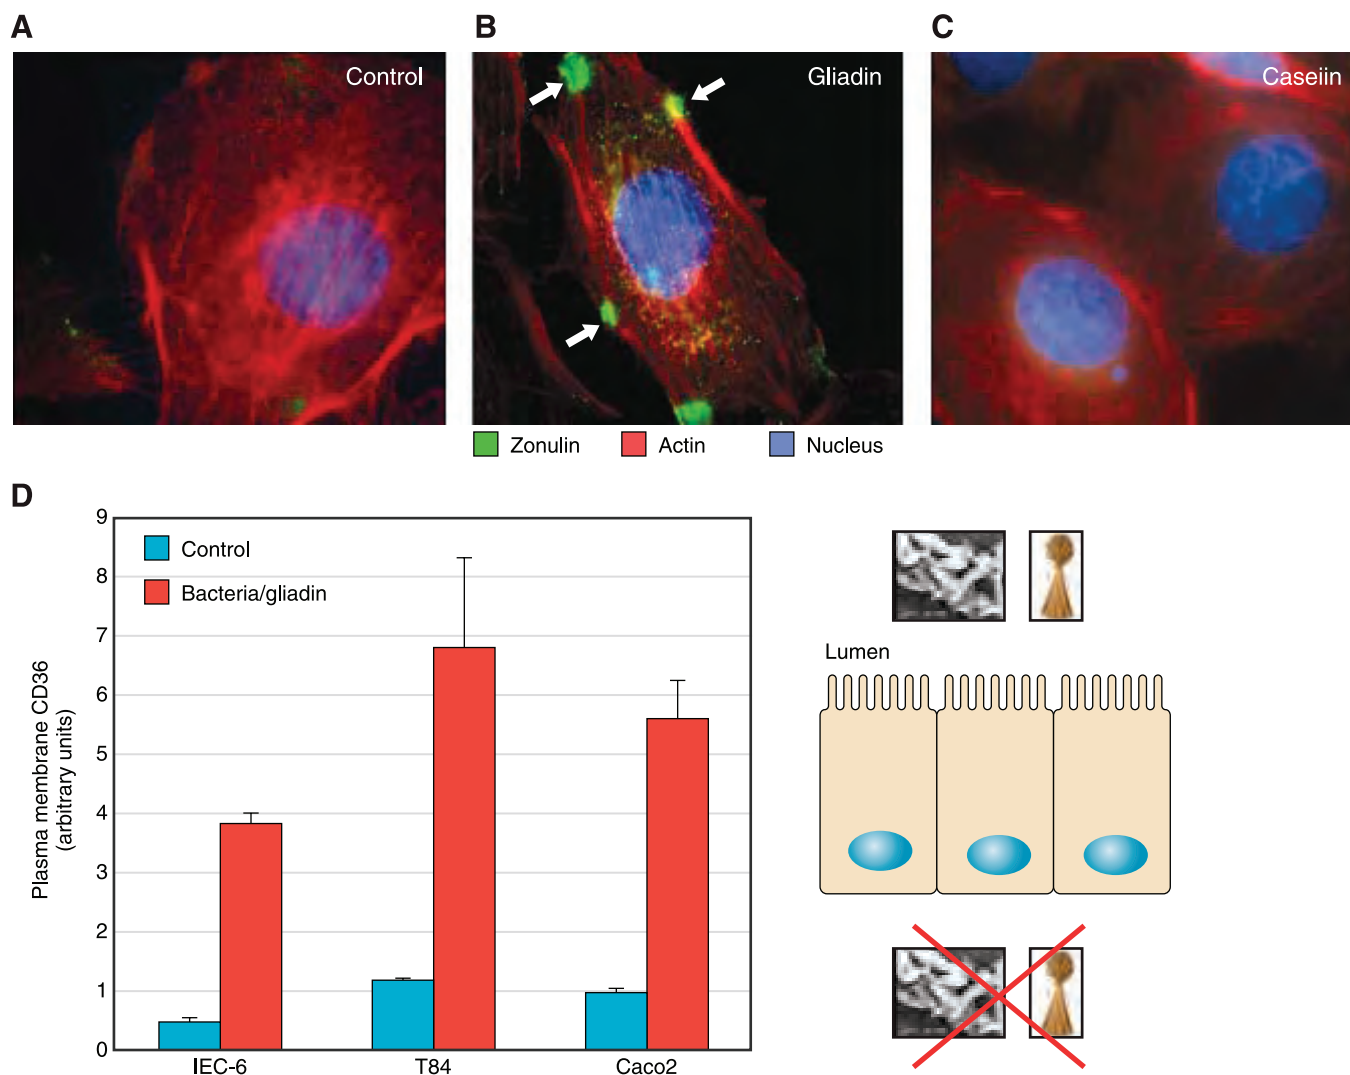 A
Control
B
Gliadin
C
Caseiin
Zonulin
Actin
Nucleus
D
9
8
7
6
5
4
3
2
1
0
Plasma membrane CD36
(arbitrary units)
Control
Bacteria/gliadin
IEC-6
T84
Caco2
Lumen